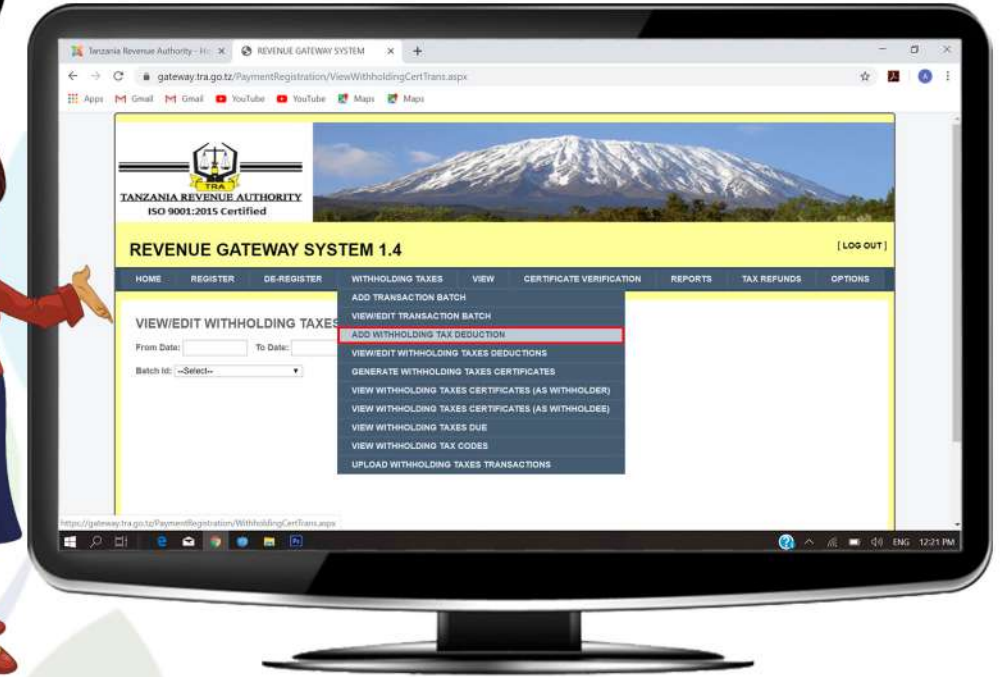 Tanzania Revenue Authority - Ho
REVENUE GATEWAY SYSTEM
gateway.tra.go.tz/PaymentRegistration/ViewWithholdingCertTrans.aspx
Apps Gmail Gmail YouTube YouTube Maps Maps
TRA
TANZANIA REVENUE AUTHORITY
ISO 9001:2015 Certified
REVENUE GATEWAY SYSTEM 1.4
[ LOG OUT ]
HOME REGISTER DE-REGISTER WITHHOLDING TAXES VIEW CERTIFICATE VERIFICATION REPORTS TAX REFUNDS OPTIONS
ADD TRANSACTION BATCH
VIEW/EDIT TRANSACTION BATCH
ADD WITHHOLDING TAX DEDUCTION
VIEW/EDIT WITHHOLDING TAXES DEDUCTIONS
GENERATE WITHHOLDING TAXES CERTIFICATES
VIEW WITHHOLDING TAXES CERTIFICATES (AS WITHHOLDER)
VIEW WITHHOLDING TAXES CERTIFICATES (AS WITHHOLDEE)
VIEW WITHHOLDING TAXES DUE
VIEW WITHHOLDING TAX CODES
UPLOAD WITHHOLDING TAXES TRANSACTIONS
VIEW/EDIT WITHHOLDING TAXES
From Date: To Date:
Batch Id: --Select--
https://gateway.tra.go.tz/PaymentRegistration/WithholdingCertTrans.aspx
ENG 12:21 PM